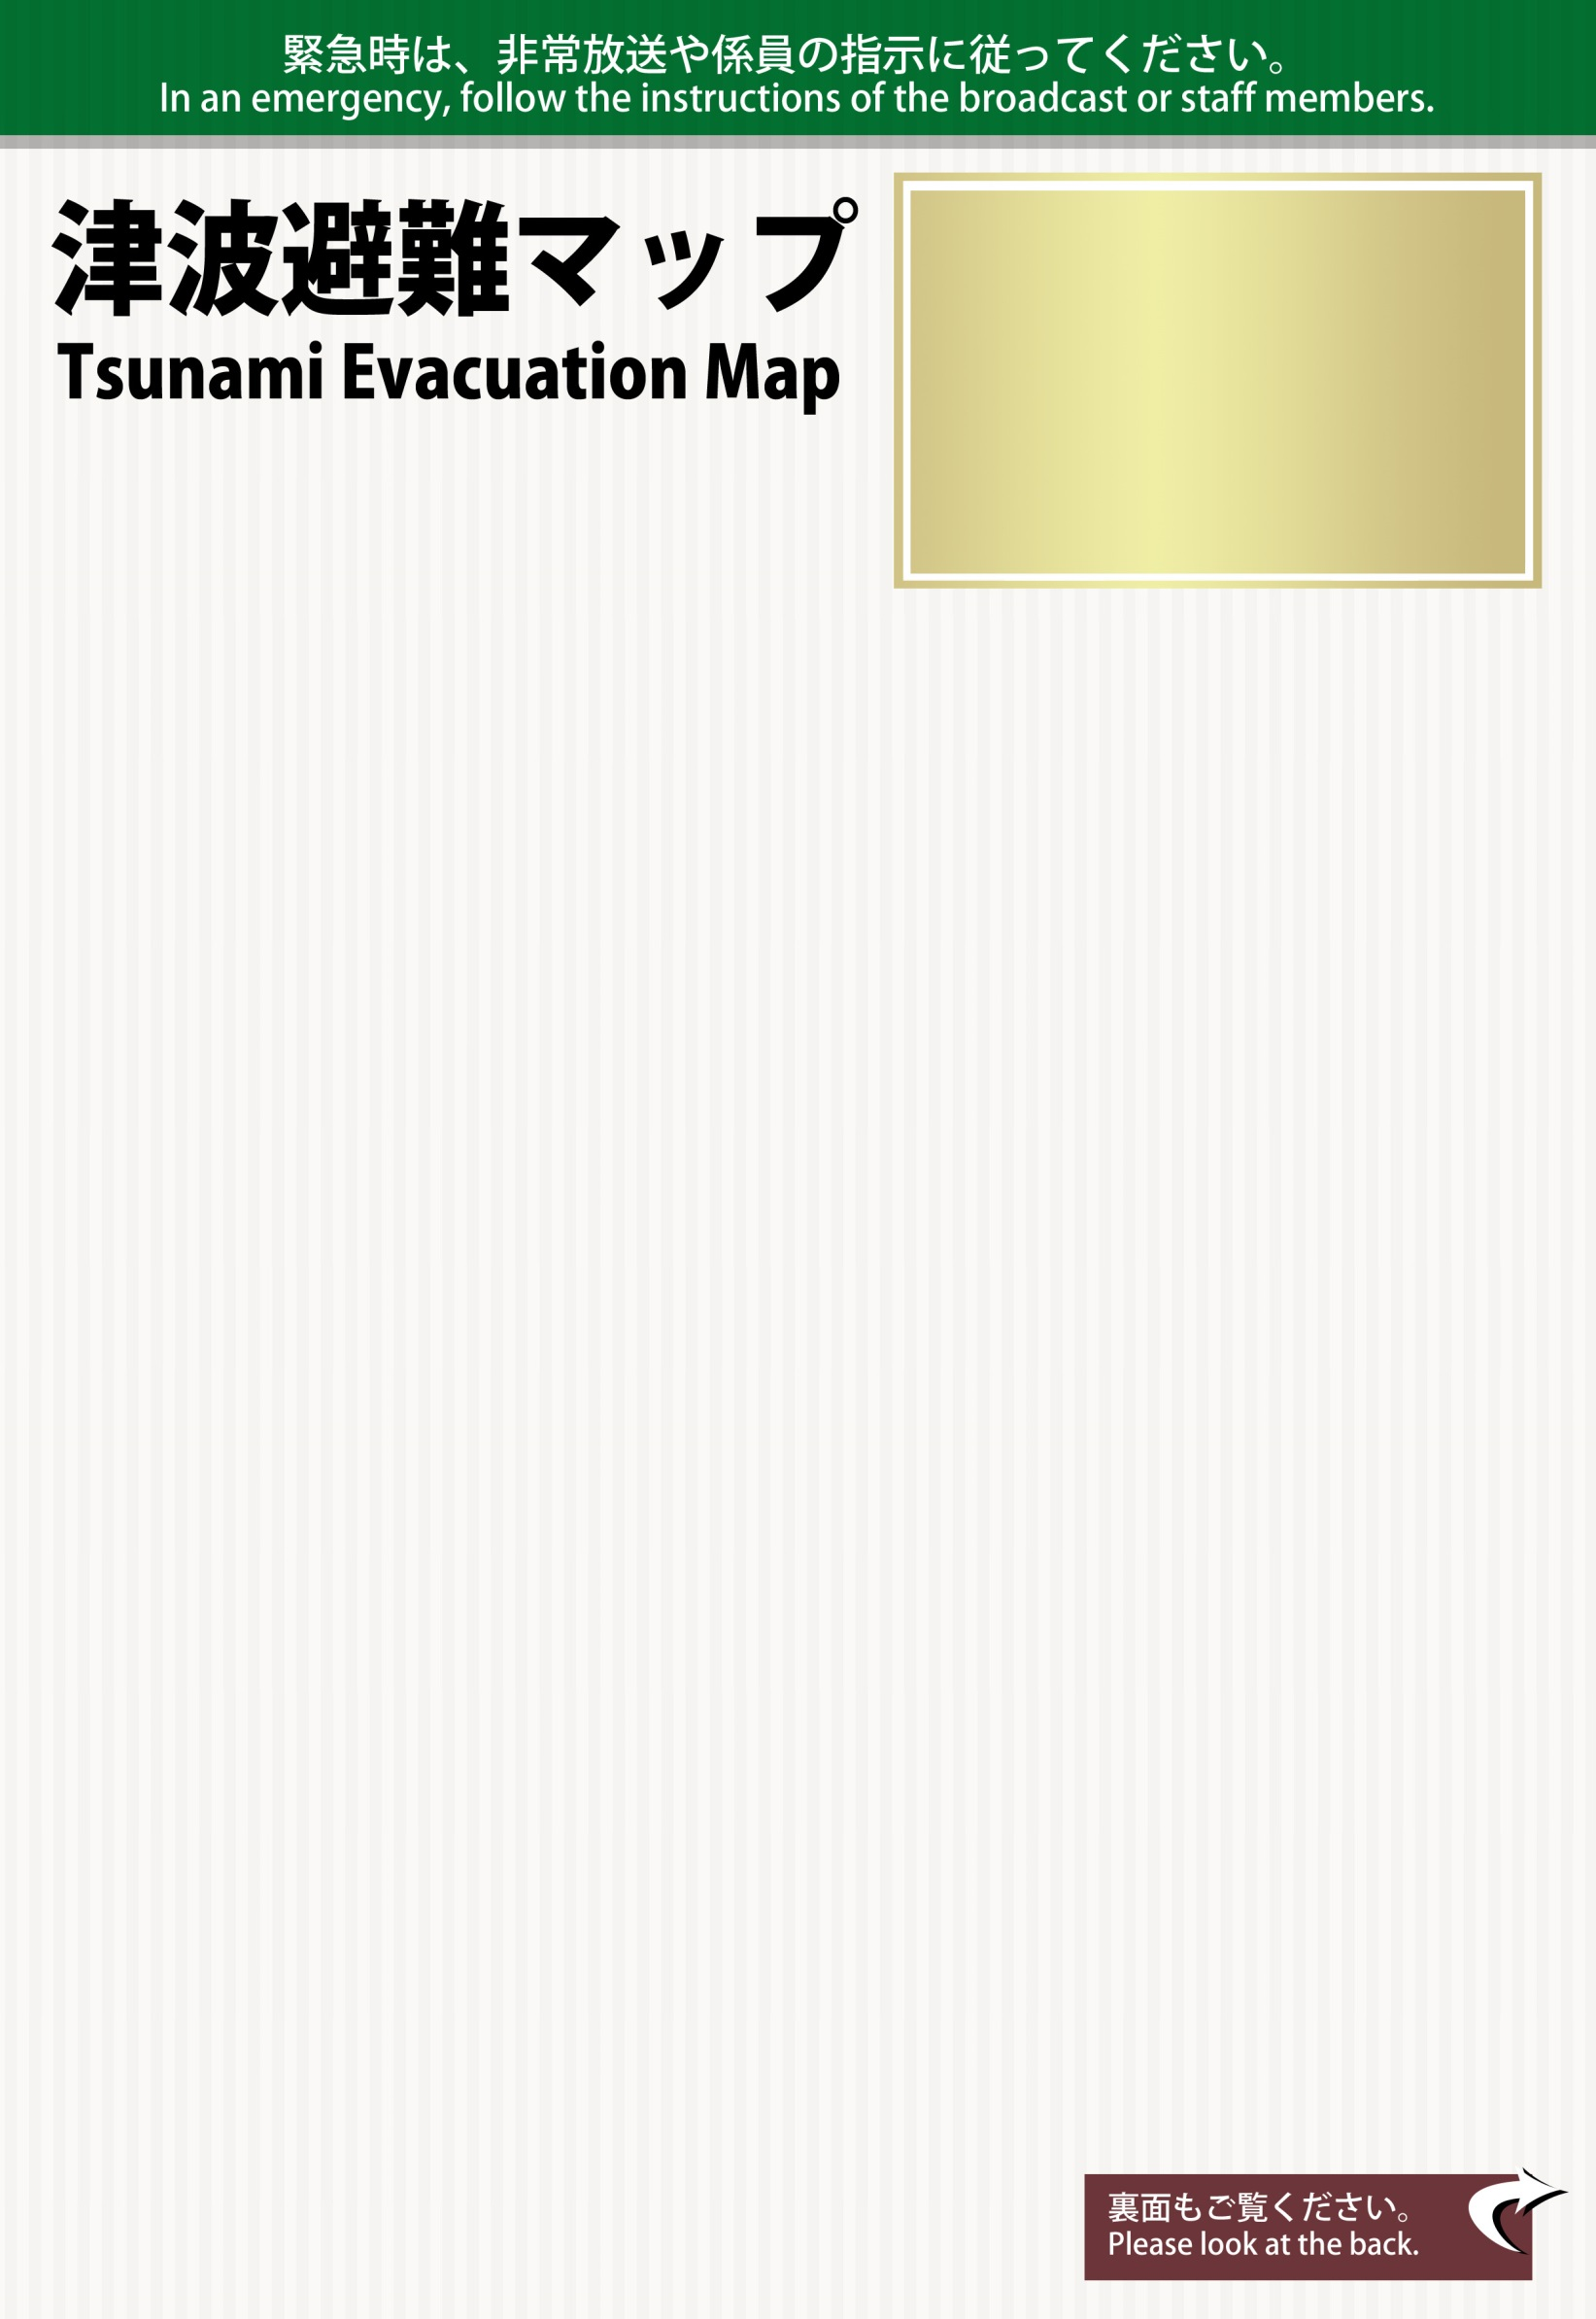 緊急時は、非常放送や係員の指示に従ってください。
In an emergency, follow the instructions of the broadcast or staff members.
津波避難マップ
Tsunami Evacuation Map
裏面もご覧ください。
Please look at the back.